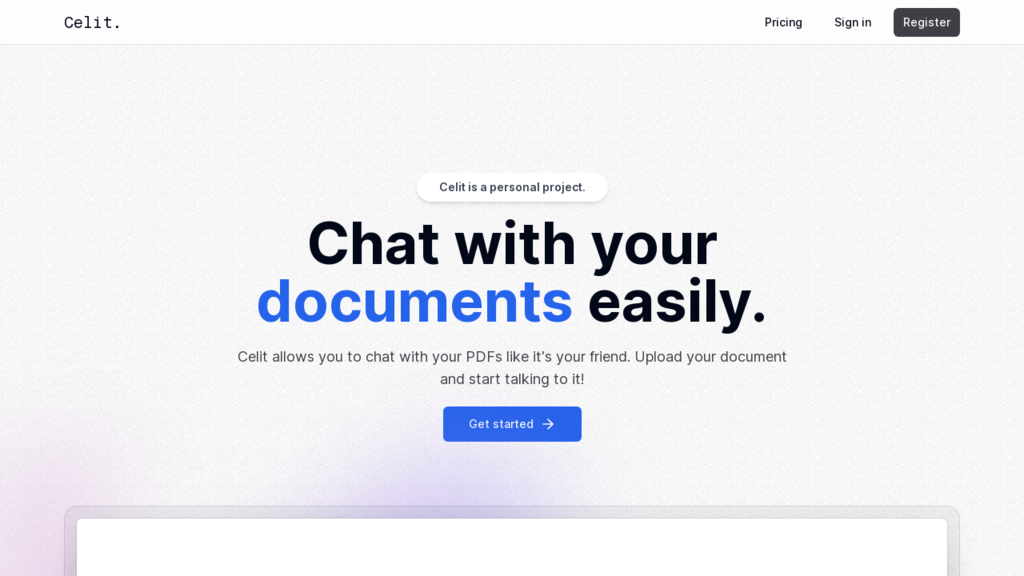 Celit.
Pricing
Sign in
Register
Celit is a personal project.
Chat with your
documents easily.
Celit allows you to chat with your PDFs like it's your friend. Upload your document
and start talking to it!
Get started